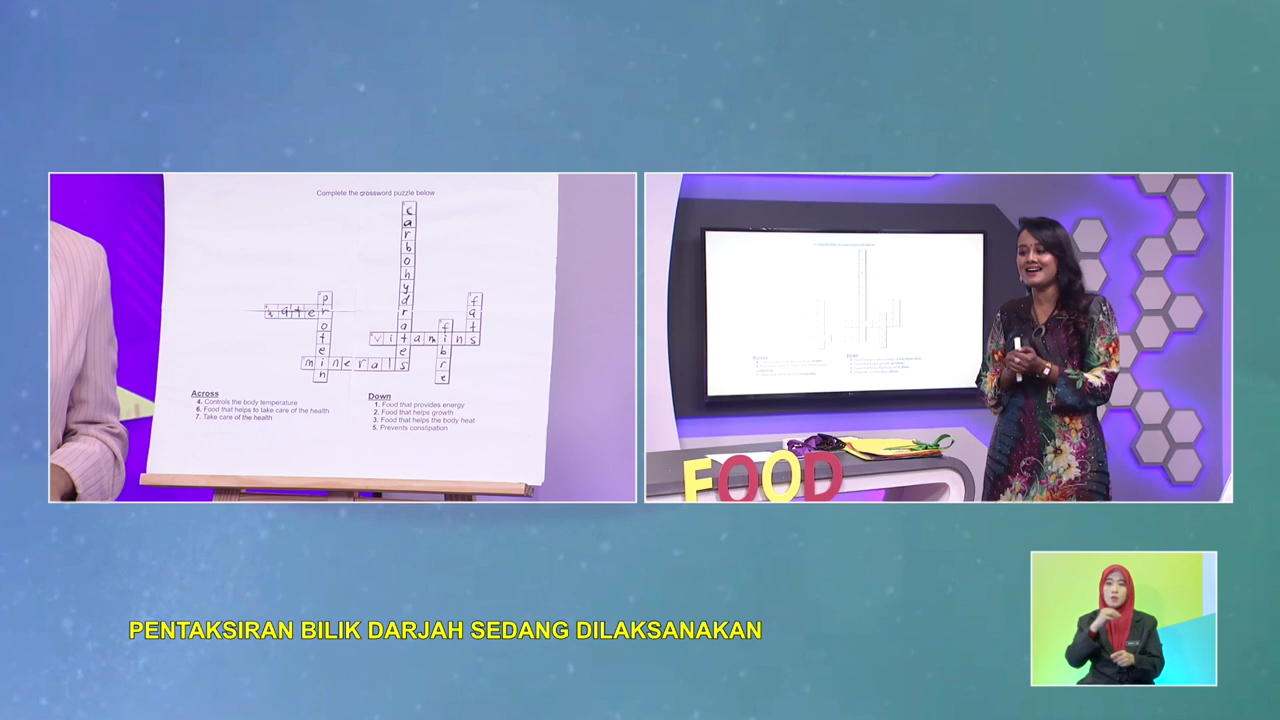 Complete the crossword puzzle below
carbohydrates
protein
fats
water
fibre
vitamins
minerals
Across
4. Controls the body temperature
6. Food that helps to take care of the health
7. Take care of the health
Down
1. Food that provides energy
2. Food that helps growth
3. Food that helps the body heat
5. Prevents constipation
FOOD
PENTAKSIRAN BILIK DARJAH SEDANG DILAKSANAKAN